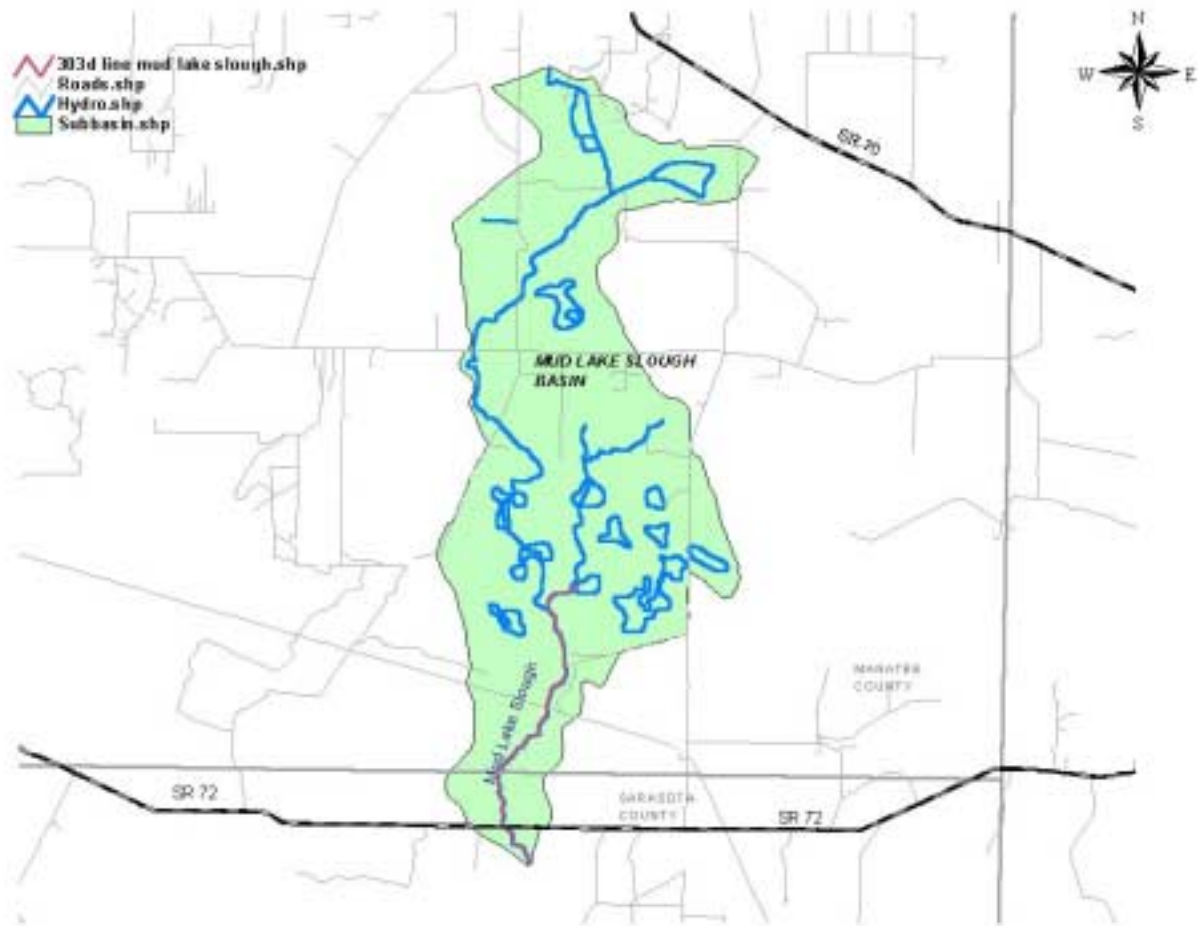 303d line mud lake slough.shp
Roads.shp
Hydro.shp
Subbasin.shp
N
W
E
S
SR 70
MUD LAKE SLOUGH
BASIN
MANATEE
COUNTY
Mud Lake Slough
SR 72
SARASOTA
COUNTY
SR 72